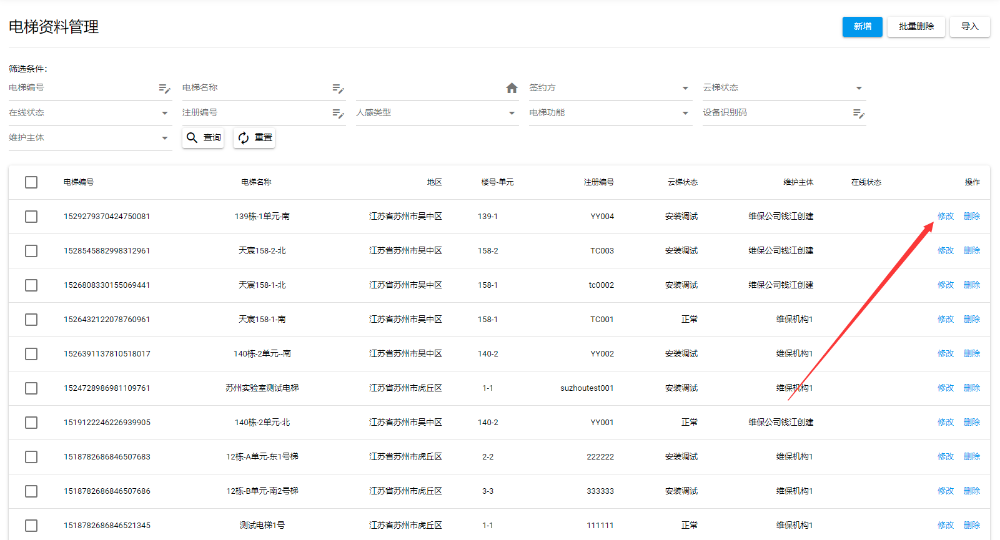 电梯资料管理
新增 批量删除 导入
筛选条件:
电梯编号 电梯名称 签约方 云梯状态
在线状态 注册编号 人感类型 电梯功能 设备识别码
维护主体 查询 重置
电梯编号 电梯名称 地区 楼号-单元 注册编号 云梯状态 维护主体 在线状态 操作
1529279370424750081 139栋-1单元-南 江苏省苏州市吴中区 139-1 YY004 安装调试 维保公司钱江创建 修改 删除
1528545882998312961 天宸158-2-北 江苏省苏州市吴中区 158-2 TC003 安装调试 维保公司钱江创建 修改 删除
1526808330155069441 天宸158-1-北 江苏省苏州市吴中区 158-1 tc0002 安装调试 维保公司钱江创建 修改 删除
1526432122078760961 天宸158-1-南 江苏省苏州市吴中区 158-1 TC001 正常 维保机构1 修改 删除
1526391137810518017 140栋-2单元--南 江苏省苏州市吴中区 140-2 YY002 安装调试 维保机构1 修改 删除
1524728986981109761 苏州实验室测试电梯 江苏省苏州市虎丘区 1-1 suzhoutest001 安装调试 维保机构1 修改 删除
1519122246226939905 140栋-2单元-北 江苏省苏州市吴中区 140-2 YY001 正常 维保公司钱江创建 修改 删除
1518782686846507683 12栋-A单元-东1号梯 江苏省苏州市虎丘区 2-2 222222 安装调试 维保机构1 修改 删除
1518782686846507686 12栋-B单元-南2号梯 江苏省苏州市虎丘区 3-3 333333 安装调试 维保机构1 修改 删除
1518782686846521345 测试电梯1号 江苏省苏州市虎丘区 1-1 111111 正常 维保机构1 修改 删除